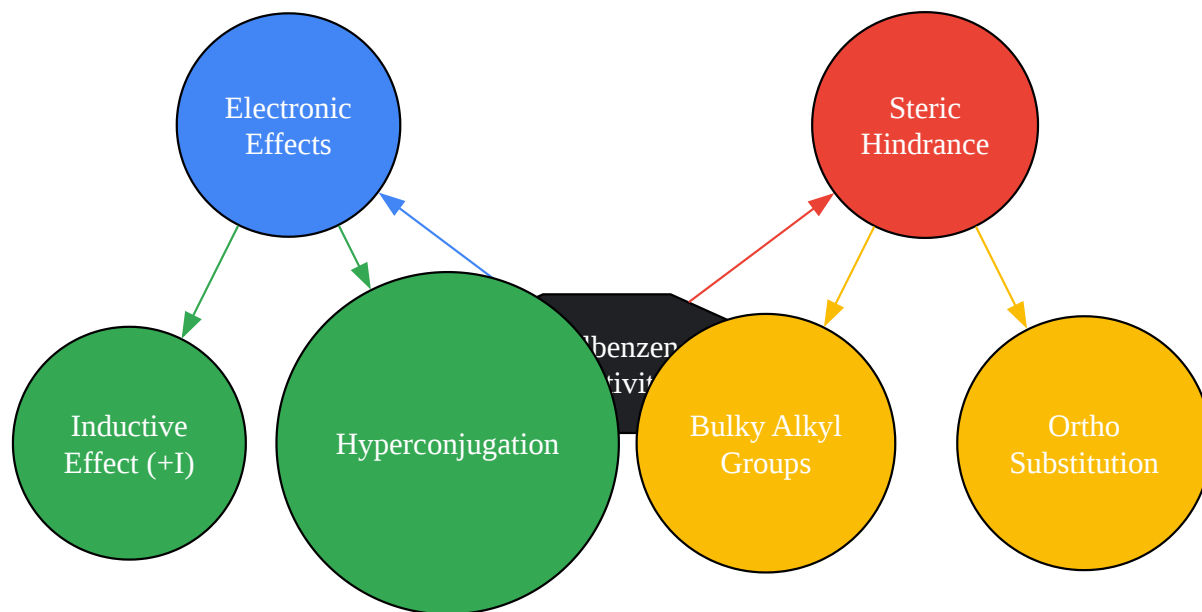 Electronic
Effects
Steric
Hindrance
Inductive
Effect (+I)
Hyperconjugation
Bulky Alkyl
Groups
Ortho
Substitution